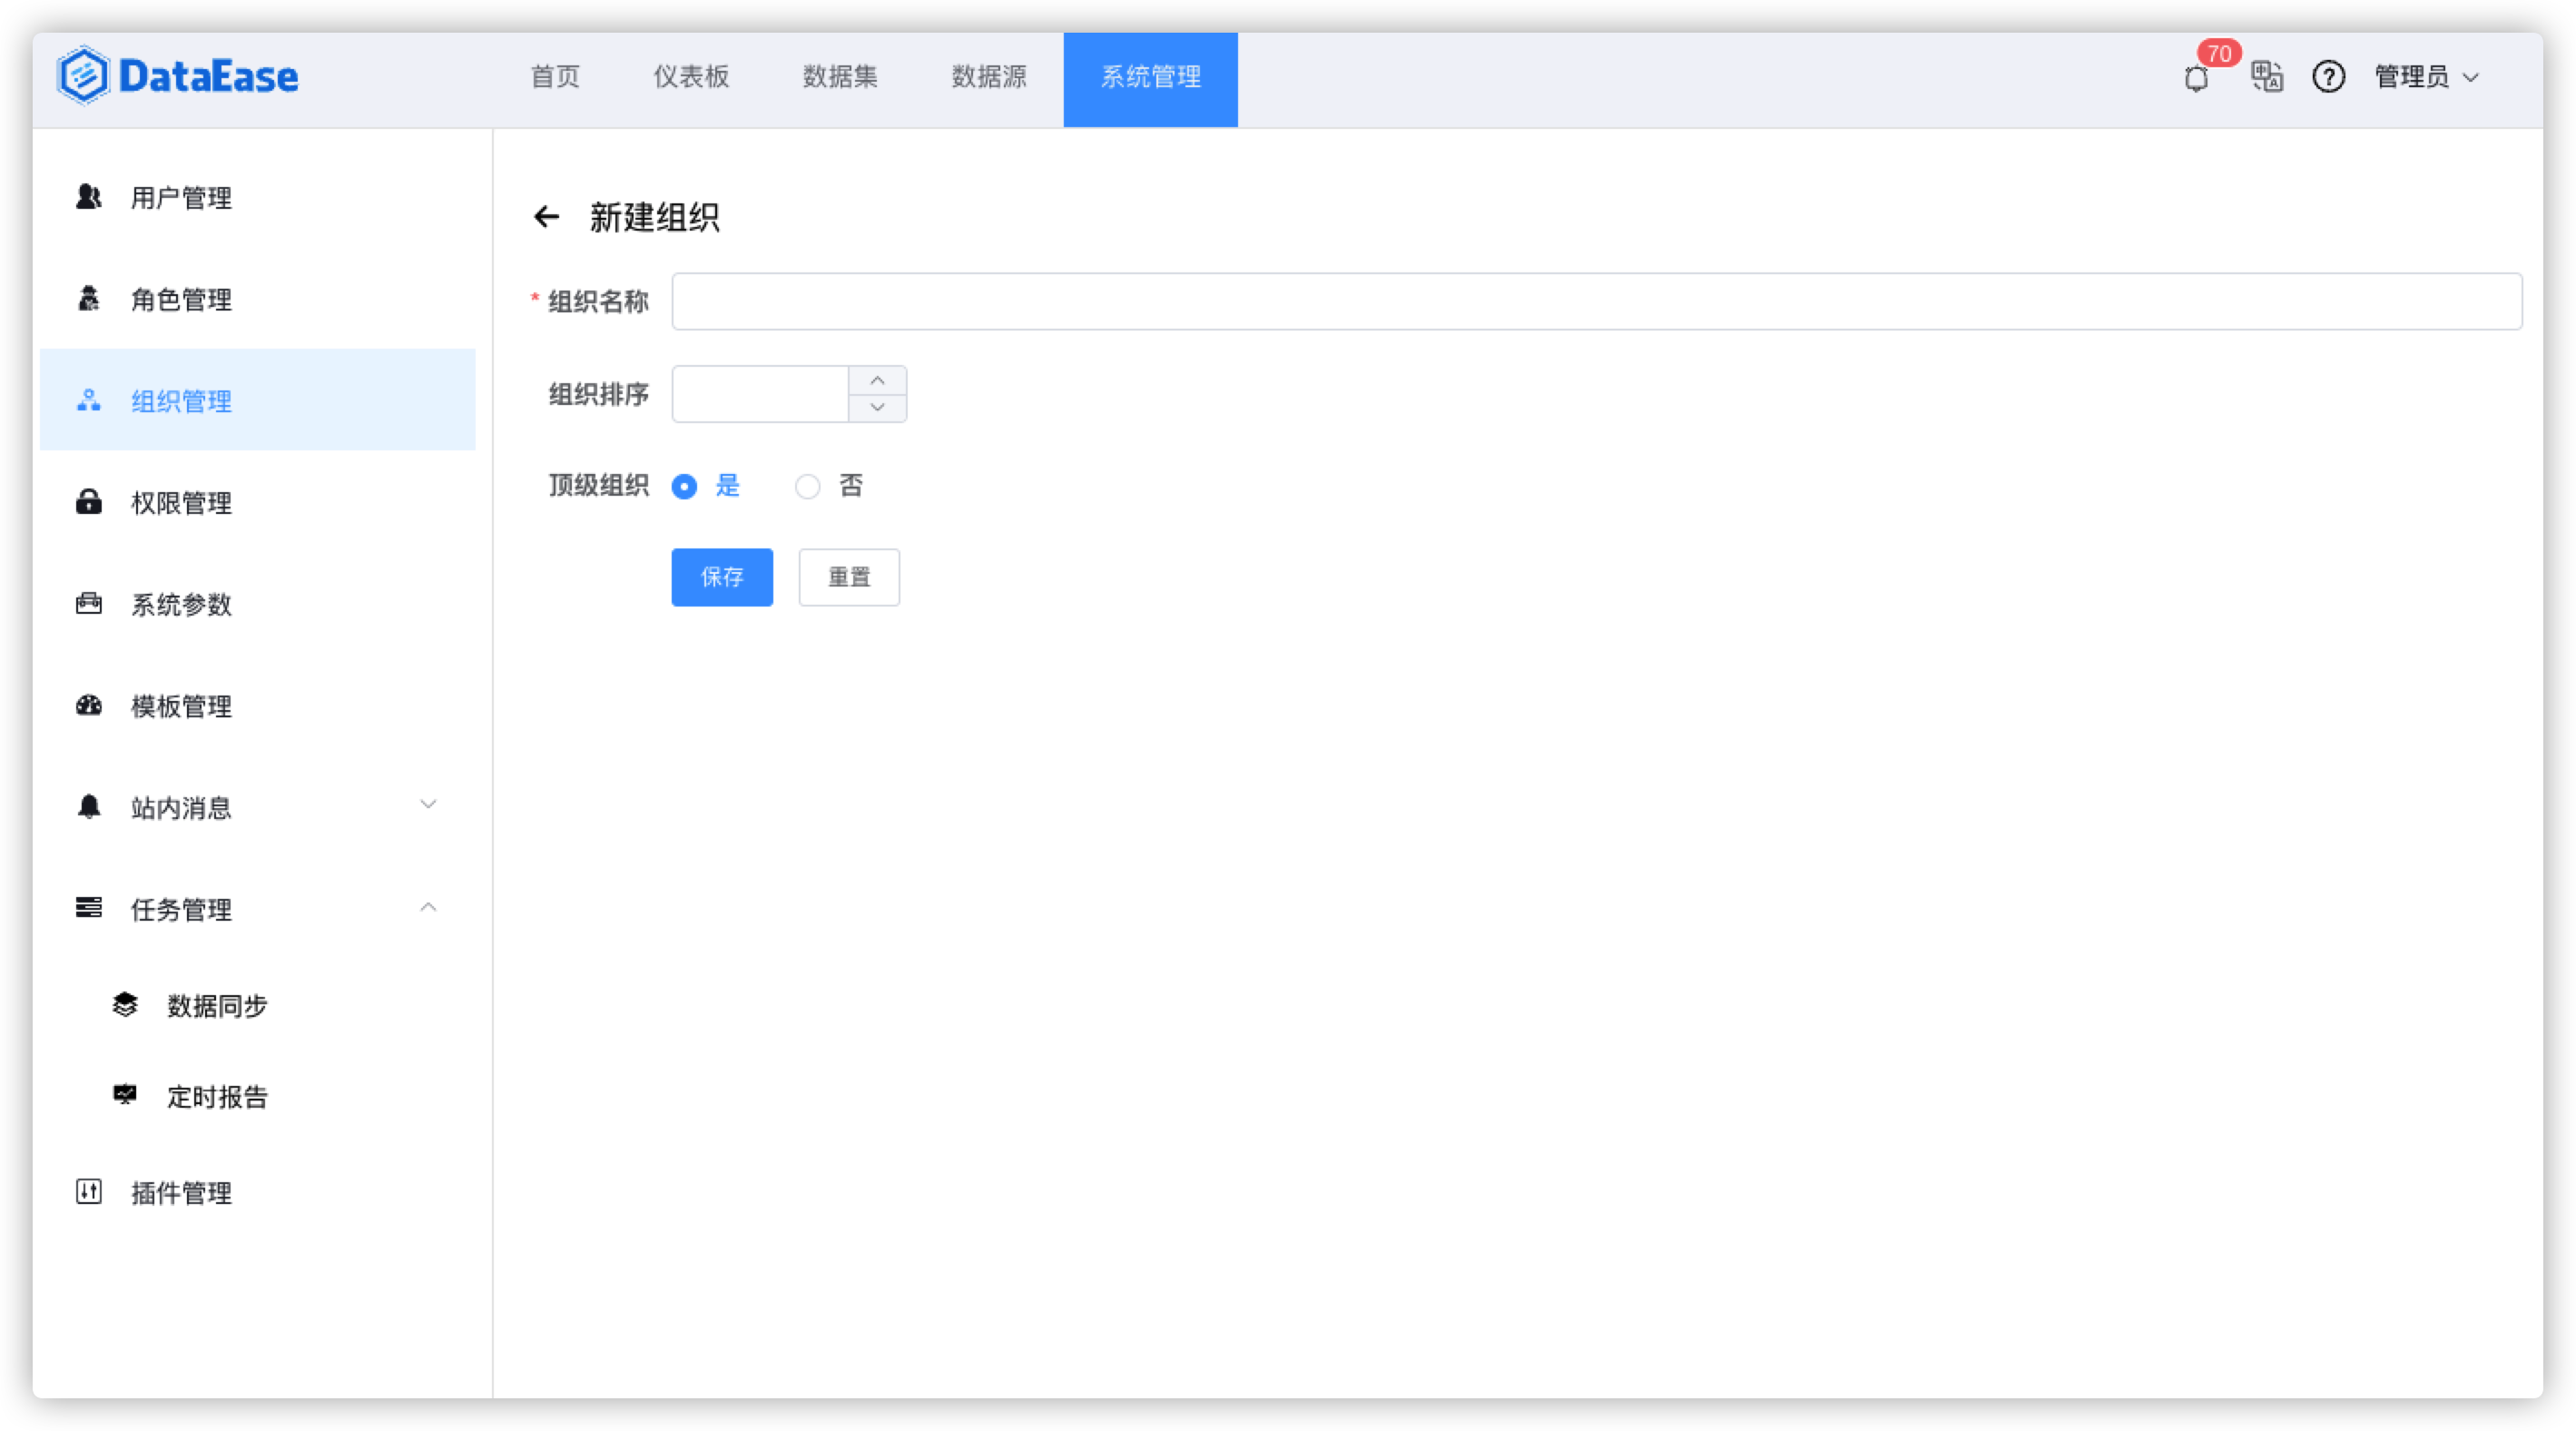 DataEase
首页 仪表板 数据集 数据源 系统管理
70
管理员
用户管理
角色管理
组织管理
权限管理
系统参数
模板管理
站内消息
任务管理
数据同步
定时报告
插件管理
新建组织
* 组织名称
组织排序
顶级组织 是 否
保存 重置